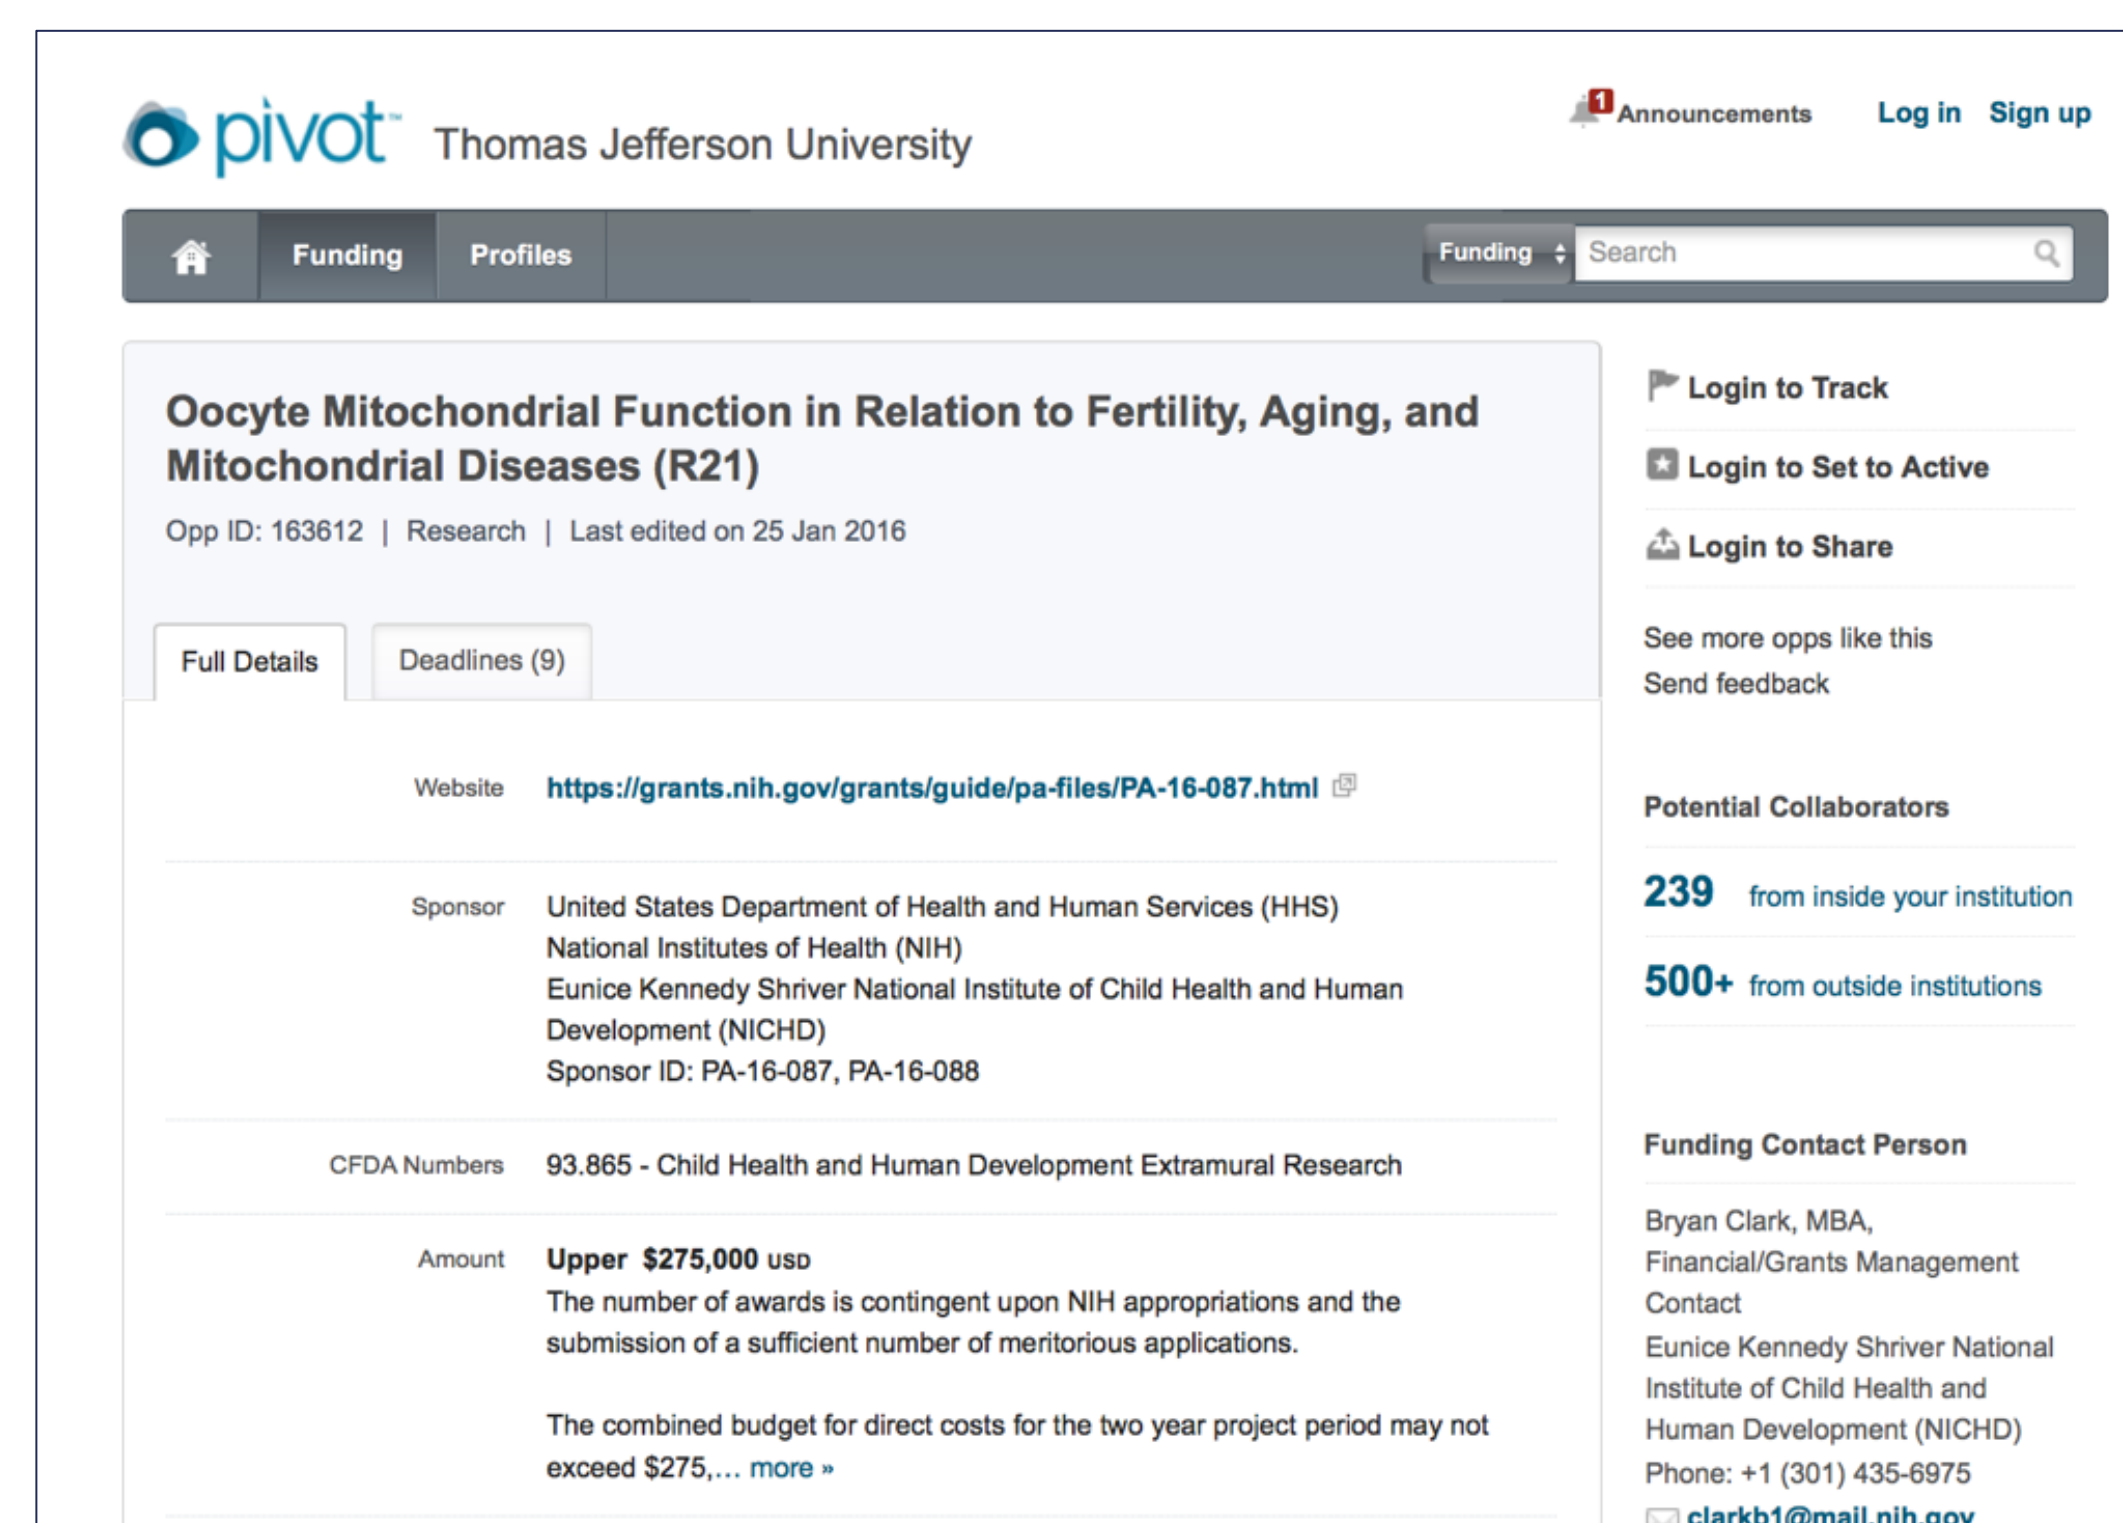 pivot™ Thomas Jefferson University
1 Announcements Log in Sign up
Funding Profiles Funding Search
Oocyte Mitochondrial Function in Relation to Fertility, Aging, and
Mitochondrial Diseases (R21)
Opp ID: 163612 | Research | Last edited on 25 Jan 2016
Full Details Deadlines (9)
Website https://grants.nih.gov/grants/guide/pa-files/PA-16-087.html
Sponsor United States Department of Health and Human Services (HHS)
National Institutes of Health (NIH)
Eunice Kennedy Shriver National Institute of Child Health and Human
Development (NICHD)
Sponsor ID: PA-16-087, PA-16-088
CFDA Numbers 93.865 - Child Health and Human Development Extramural Research
Amount Upper $275,000 USD
The number of awards is contingent upon NIH appropriations and the
submission of a sufficient number of meritorious applications.
The combined budget for direct costs for the two year project period may not
exceed $275,... more »
Login to Track
Login to Set to Active
Login to Share
See more opps like this
Send feedback
Potential Collaborators
239 from inside your institution
500+ from outside institutions
Funding Contact Person
Bryan Clark, MBA,
Financial/Grants Management
Contact
Eunice Kennedy Shriver National
Institute of Child Health and
Human Development (NICHD)
Phone: +1 (301) 435-6975
clarkb1@mail.nih.gov